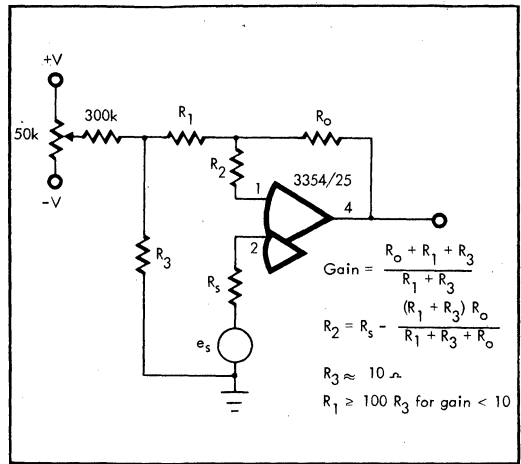 +V
300k
R1
Ro
50k
R2
3354/25
1
4
-V
2
R3
Rs
es
Gain = Ro + R1 + R3 / R1 + R3
R2 = Rs - (R1 + R3) Ro / R1 + R3 + Ro
R3 ≈ 10 Ω
R1 ≥ 100 R3 for gain < 10